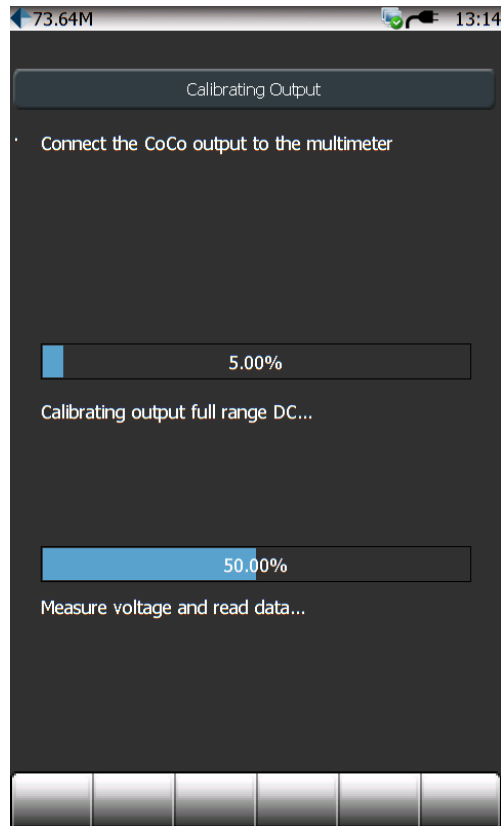 73.64M
13:14
Calibrating Output
Connect the CoCo output to the multimeter
5.00%
Calibrating output full range DC...
50.00%
Measure voltage and read data...